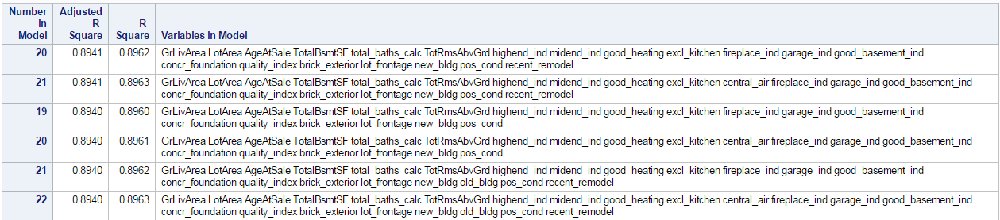 Number in Model Adjusted R-Square R-Square Variables in Model
20 0.8941 0.8962 GrLivArea LotArea AgeAtSale TotalBsmtSF total_baths_calc TotRmsAbvGrd highend_ind midend_ind good_heating excl_kitchen fireplace_ind garage_ind good_basement_ind
concr_foundation quality_index brick_exterior lot_frontage new_bldg pos_cond recent_remodel
21 0.8941 0.8963 GrLivArea LotArea AgeAtSale TotalBsmtSF total_baths_calc TotRmsAbvGrd highend_ind midend_ind good_heating excl_kitchen central_air fireplace_ind garage_ind good_basement_ind
concr_foundation quality_index brick_exterior lot_frontage new_bldg pos_cond recent_remodel
19 0.8940 0.8960 GrLivArea LotArea AgeAtSale TotalBsmtSF total_baths_calc TotRmsAbvGrd highend_ind midend_ind good_heating excl_kitchen fireplace_ind garage_ind good_basement_ind
concr_foundation quality_index brick_exterior lot_frontage new_bldg pos_cond
20 0.8940 0.8961 GrLivArea LotArea AgeAtSale TotalBsmtSF total_baths_calc TotRmsAbvGrd highend_ind midend_ind good_heating excl_kitchen central_air fireplace_ind garage_ind good_basement_ind
concr_foundation quality_index brick_exterior lot_frontage new_bldg pos_cond
21 0.8940 0.8962 GrLivArea LotArea AgeAtSale TotalBsmtSF total_baths_calc TotRmsAbvGrd highend_ind midend_ind good_heating excl_kitchen fireplace_ind garage_ind good_basement_ind
concr_foundation quality_index brick_exterior lot_frontage new_bldg old_bldg pos_cond recent_remodel
22 0.8940 0.8963 GrLivArea LotArea AgeAtSale TotalBsmtSF total_baths_calc TotRmsAbvGrd highend_ind midend_ind good_heating excl_kitchen central_air fireplace_ind garage_ind good_basement_ind
concr_foundation quality_index brick_exterior lot_frontage new_bldg old_bldg pos_cond recent_remodel